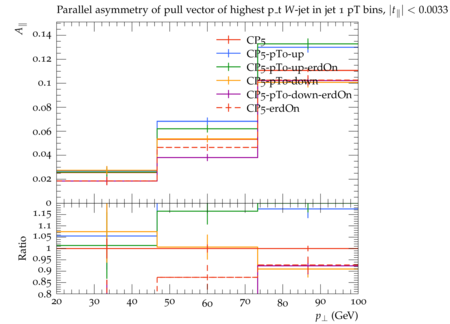 Parallel asymmetry of pull vector of highest p_t W-jet in jet 1 pT bins, |t∥| < 0.0033
A∥
0.14
0.12
0.1
0.08
0.06
0.04
0.02
0
CP5
CP5-pTo-up
CP5-pTo-up-erdOn
CP5-pTo-down
CP5-pTo-down-erdOn
CP5-erdOn
Ratio
1.15
1.1
1.05
1
0.95
0.9
0.85
0.8
20 30 40 50 60 70 80 90 100
p⊥ (GeV)